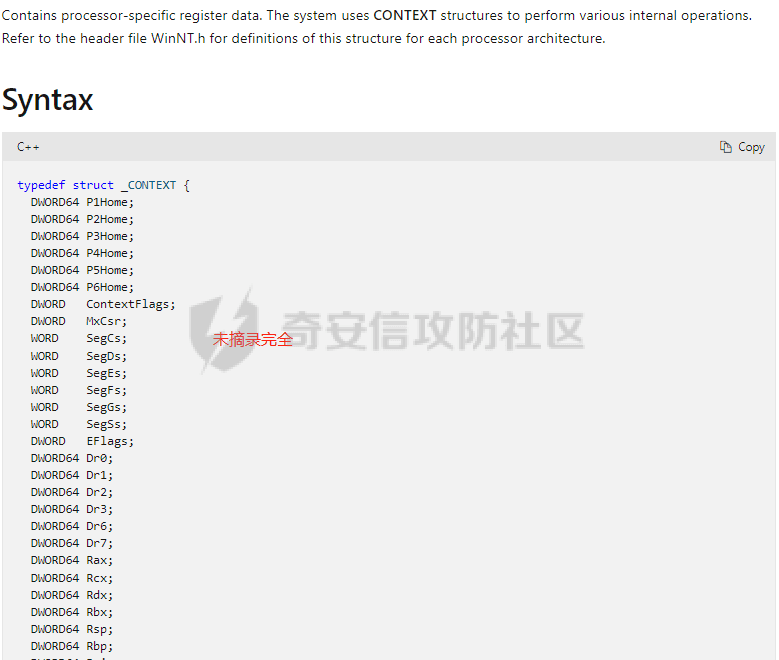 Contains processor-specific register data. The system uses CONTEXT structures to perform various internal operations.
Refer to the header file WinNT.h for definitions of this structure for each processor architecture.
Syntax
C++
Copy
typedef struct _CONTEXT {
DWORD64 P1Home;
DWORD64 P2Home;
DWORD64 P3Home;
DWORD64 P4Home;
DWORD64 P5Home;
DWORD64 P6Home;
DWORD ContextFlags;
DWORD MxCsr;
WORD SegCs;
未摘录完全
奇安信攻防社区
WORD SegDs;
WORD SegEs;
WORD SegFs;
WORD SegGs;
WORD SegSs;
DWORD EFlags;
DWORD64 Dr0;
DWORD64 Dr1;
DWORD64 Dr2;
DWORD64 Dr3;
DWORD64 Dr6;
DWORD64 Dr7;
DWORD64 Rax;
DWORD64 Rcx;
DWORD64 Rdx;
DWORD64 Rbx;
DWORD64 Rsp;
DWORD64 Rbp;